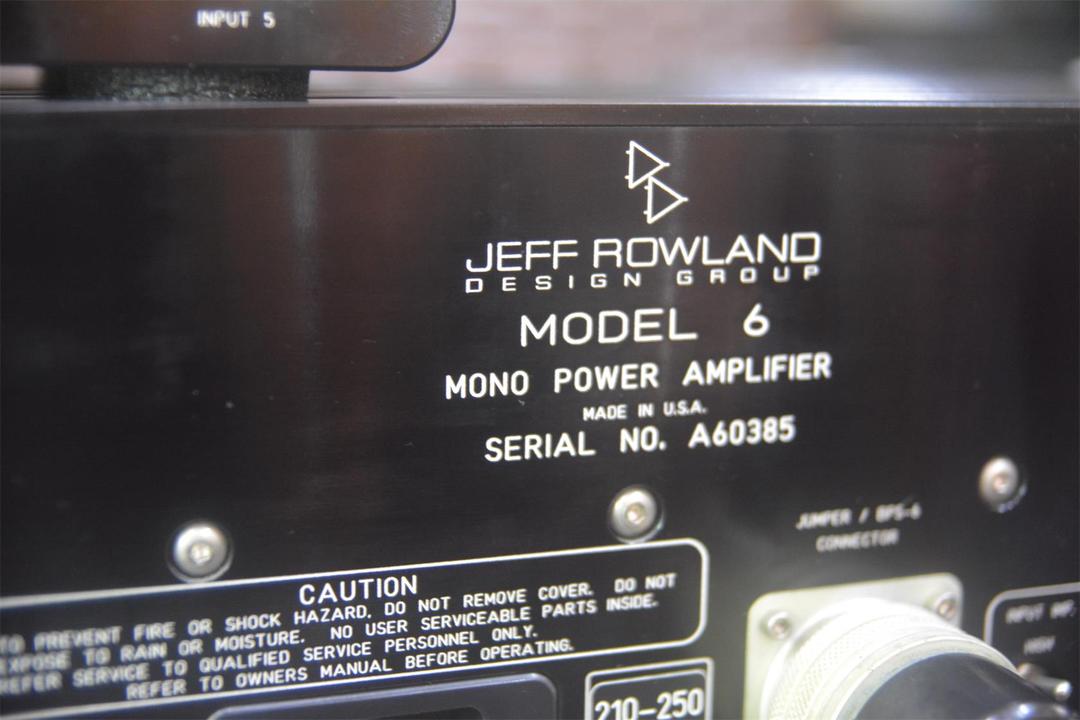 INPUT 5
JEFF ROWLAND
DESIGN GROUP
MODEL 6
MONO POWER AMPLIFIER
MADE IN U.S.A.
SERIAL NO. A60385
JUMPER / BPS-6
CONNECTOR
CAUTION
TO PREVENT FIRE OR SHOCK HAZARD, DO NOT REMOVE COVER. DO NOT
EXPOSE TO RAIN OR MOISTURE. NO USER SERVICEABLE PARTS INSIDE.
REFER SERVICE TO QUALIFIED SERVICE PERSONNEL ONLY.
REFER TO OWNERS MANUAL BEFORE OPERATING.
INPUT IMP.
HIGH
210-250